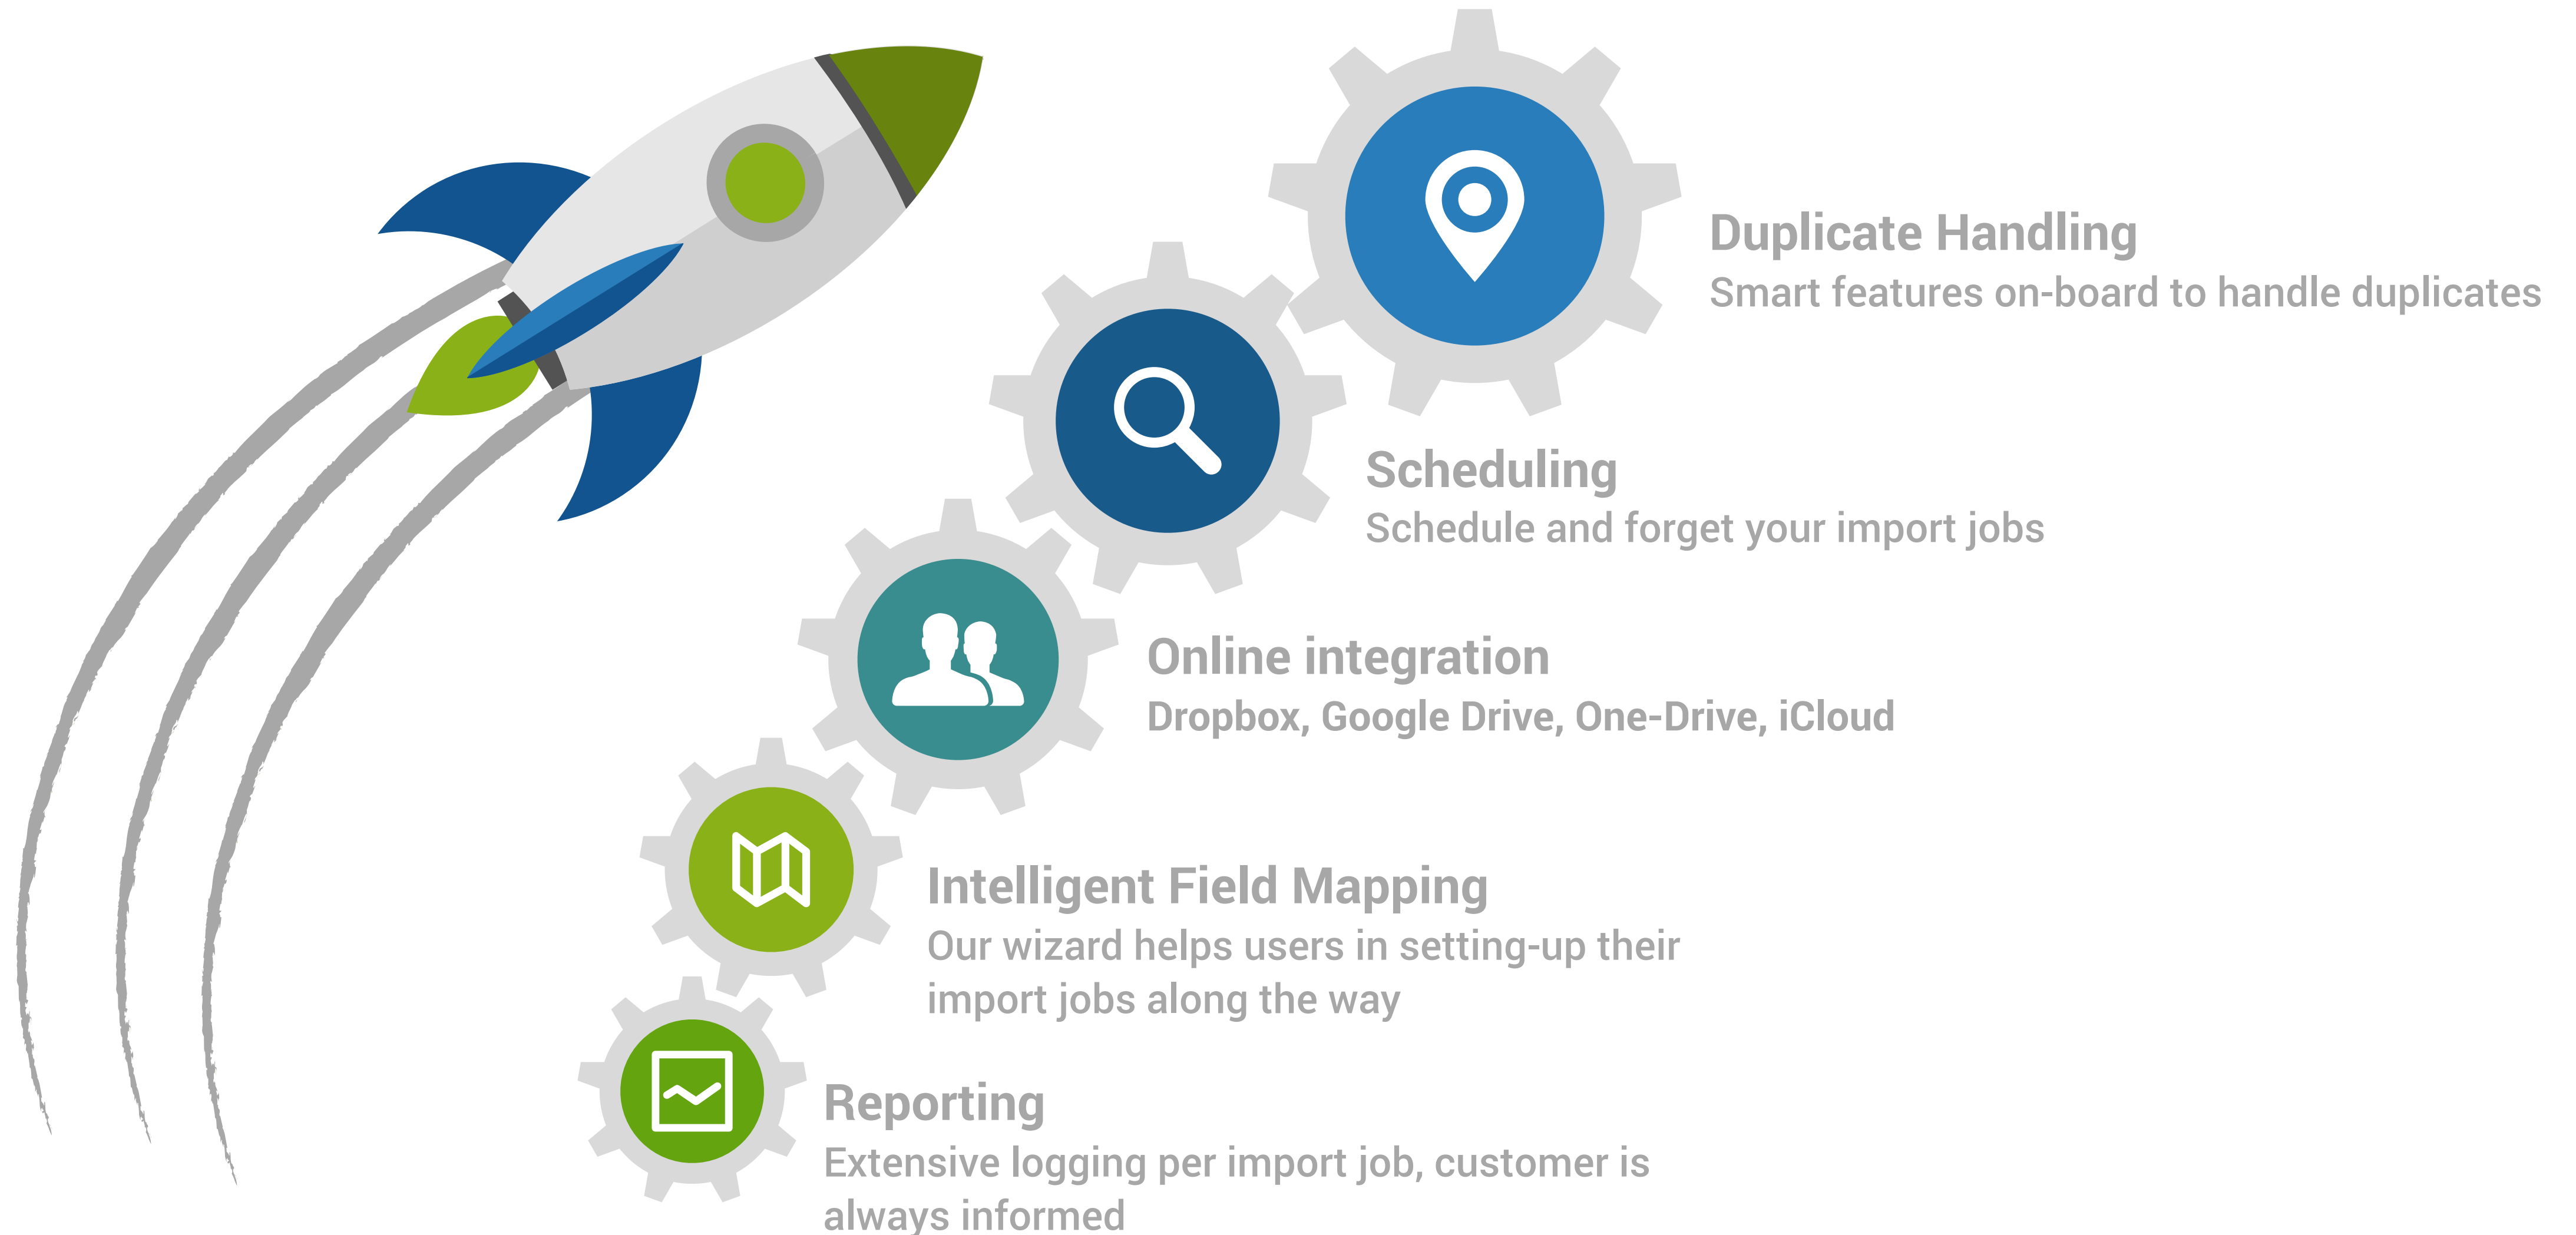 Duplicate Handling
Smart features on-board to handle duplicates
Scheduling
Schedule and forget your import jobs
Online integration
Dropbox, Google Drive, One-Drive, iCloud
Intelligent Field Mapping
Our wizard helps users in setting-up their
import jobs along the way
Reporting
Extensive logging per import job, customer is
always informed